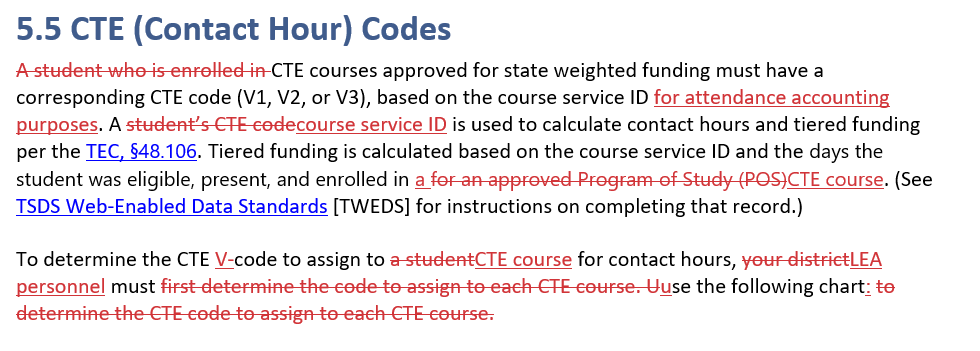 5.5 CTE (Contact Hour) Codes
A student who is enrolled in CTE courses approved for state weighted funding must have a
corresponding CTE code (V1, V2, or V3), based on the course service ID for attendance accounting
purposes. A student’s CTE codecourse service ID is used to calculate contact hours and tiered funding
per the TEC, §48.106. Tiered funding is calculated based on the course service ID and the days the
student was eligible, present, and enrolled in a for an approved Program of Study (POS)CTE course. (See
TSDS Web-Enabled Data Standards [TWEDS] for instructions on completing that record.)
To determine the CTE V-code to assign to a studentCTE course for contact hours, your districtLEA
personnel must first determine the code to assign to each CTE course. Uuse the following chart: to
determine the CTE code to assign to each CTE course.